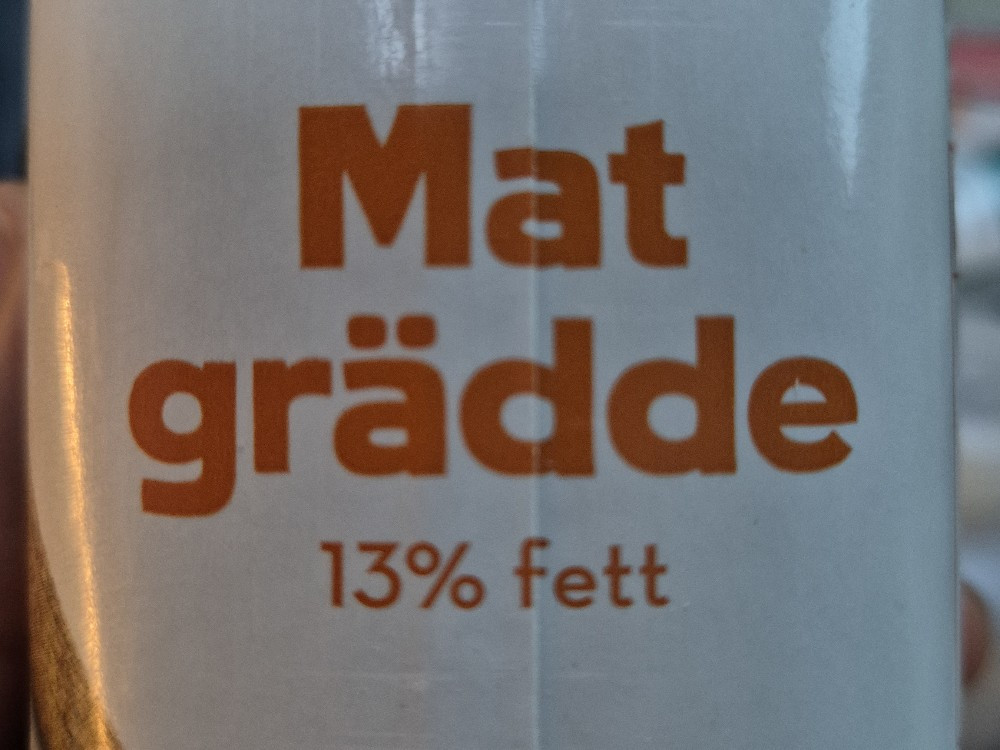 Mat
grädde
13% fett